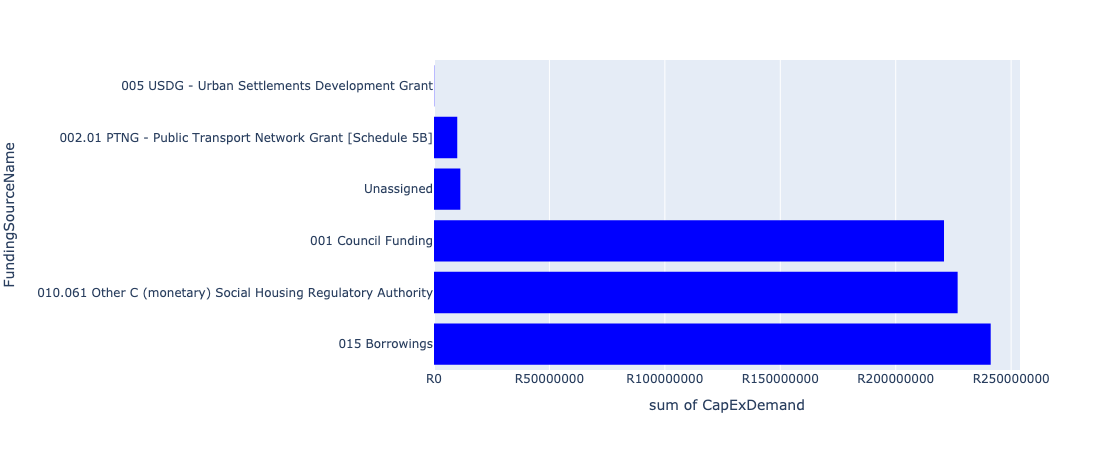 005 USDG - Urban Settlements Development Grant
002.01 PTNG - Public Transport Network Grant [Schedule 5B]
Unassigned
001 Council Funding
010.061 Other C (monetary) Social Housing Regulatory Authority
015 Borrowings
FundingSourceName
R0 R50000000 R100000000 R150000000 R200000000 R250000000
sum of CapExDemand